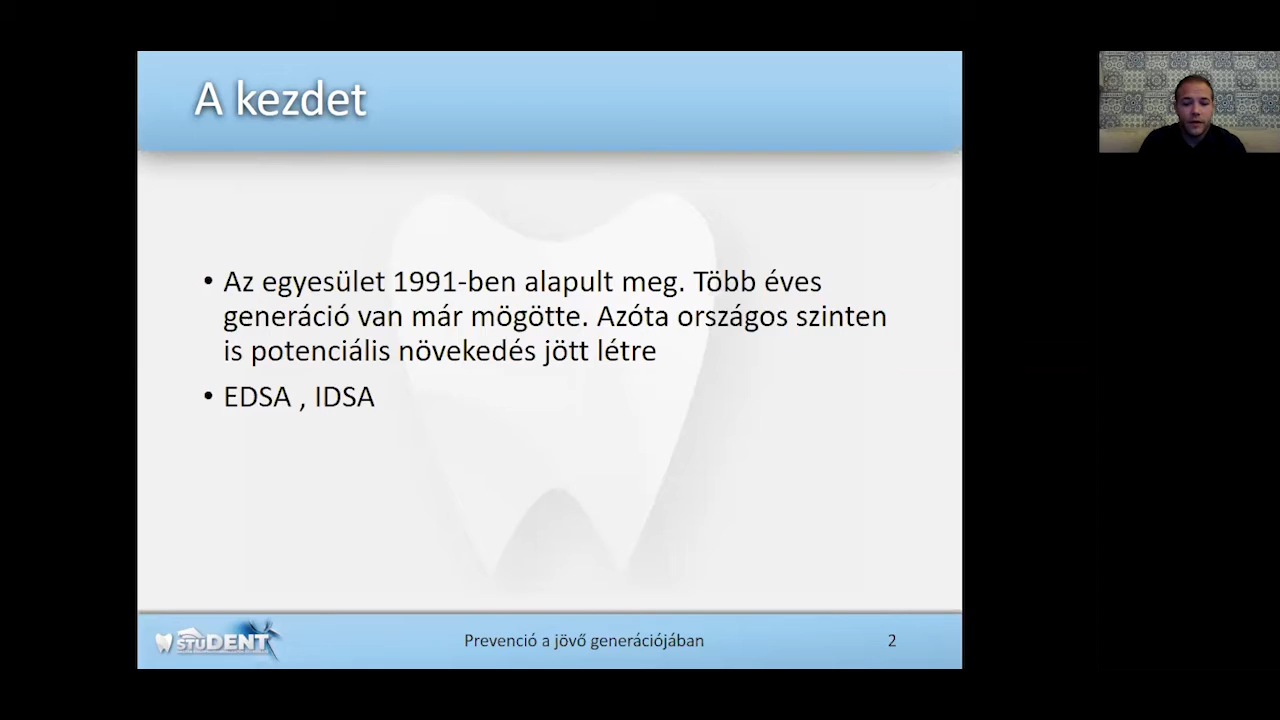 A kezdet
• Az egyesület 1991-ben alapult meg. Több éves
generáció van már mögötte. Azóta országos szinten
is potenciális növekedés jött létre
• EDSA , IDSA
STUDENT
Prevenció a jövő generációjában
2